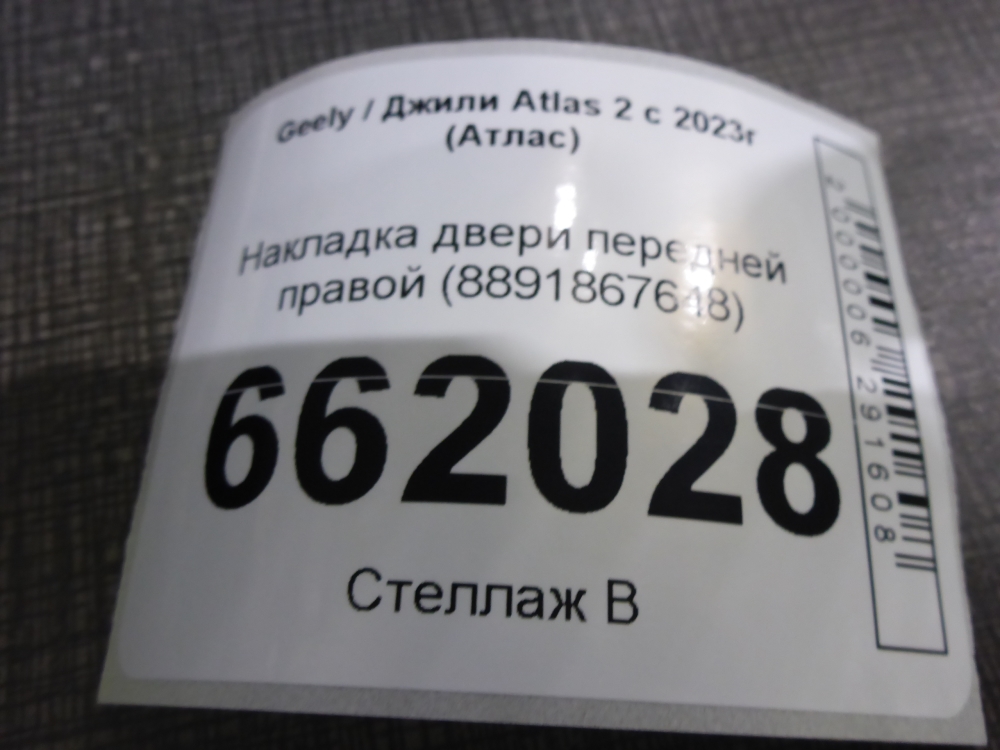 Geely / Джили Atlas 2 с 2023г
(Атлас)
Накладка двери передней
правой (8891867648)
662028
Стеллаж В
2000006291608